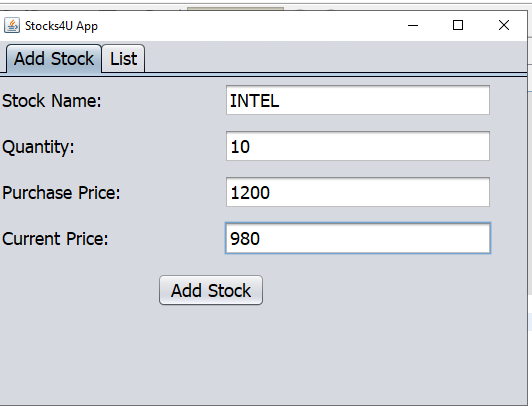 Stocks4U App
Add Stock List
Stock Name: INTEL
Quantity: 10
Purchase Price: 1200
Current Price: 980
Add Stock